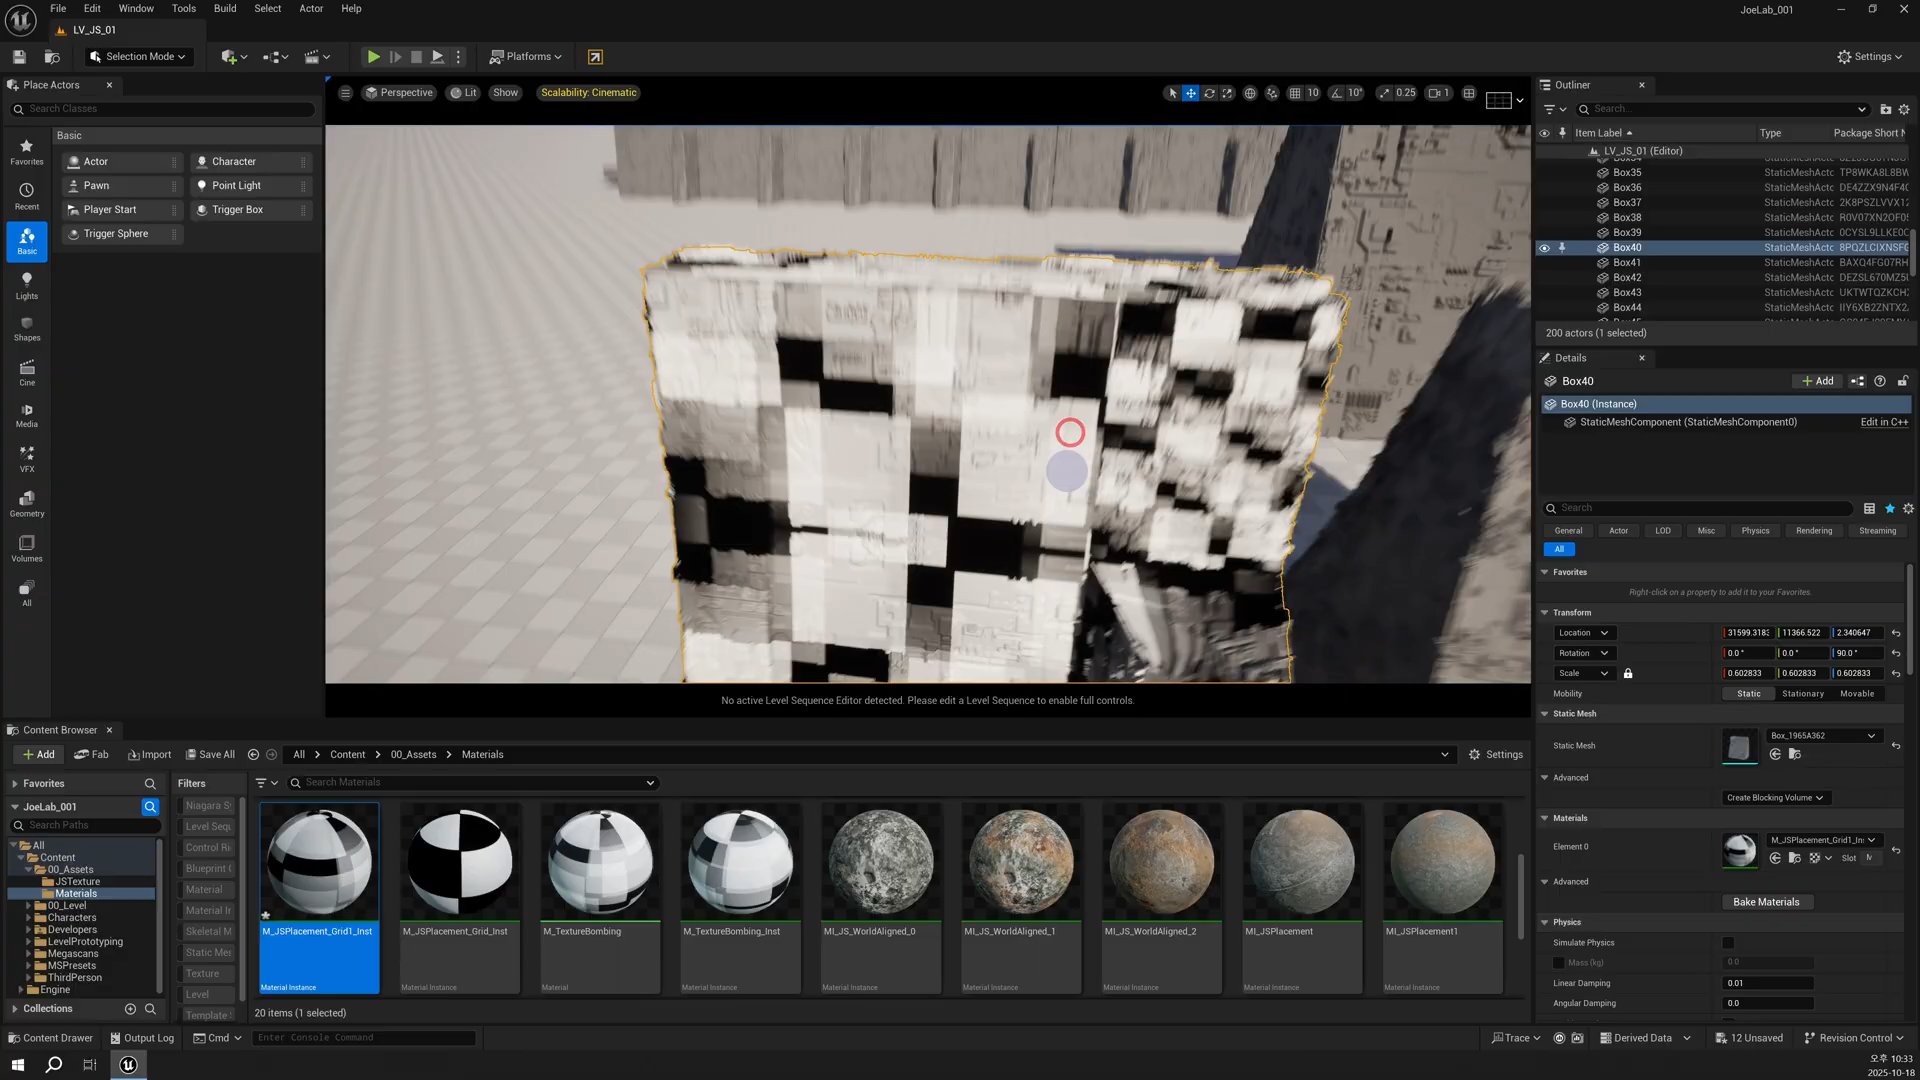 File Edit Window Tools Build Select Actor Help
JoeLab_001
LV_JS_01
Selection Mode
Platforms
Settings
Place Actors
Search Classes
Basic
Favorites
Recent
Basic
Lights
Shapes
Cine
Media
VFX
Geometry
Volumes
All
Actor
Character
Pawn
Point Light
Player Start
Trigger Box
Trigger Sphere
Perspective
Lit
Show
Scalability: Cinematic
10
10°
0.25
1
No active Level Sequence Editor detected. Please edit a Level Sequence to enable full controls.
Outliner
Search...
Item Label
Type
Package Short N
LV_JS_01 (Editor)
Box35 StaticMeshActc TP8WKA8L8BW
Box36 StaticMeshActc DE4ZZX9N4F4C
Box37 StaticMeshActc 2K8PSZLVVX12
Box38 StaticMeshActc R0V07XN2OF05
Box39 StaticMeshActc 0CYSL9LLKE0C
Box40 StaticMeshActc 8PQZLCIXNSFG
Box41 StaticMeshActc BAXQ4FG07RH
Box42 StaticMeshActc DEZSL670MZ5I
Box43 StaticMeshActc UKTWTQZKCH
Box44 StaticMeshActc IIY6XB2ZNTX2
200 actors (1 selected)
Details
Box40
Add
Box40 (Instance)
StaticMeshComponent (StaticMeshComponent0)
Edit in C++
Search
General Actor LOD Misc Physics Rendering Streaming
All
Favorites
Right-click on a property to add it to your Favorites.
Transform
Location 31599.3183 11366.522 2.340647
Rotation 0.0 ° 0.0 ° 90.0 °
Scale 0.602833 0.602833 0.602833
Mobility Static Stationary Movable
Static Mesh
Static Mesh Box_1965A362
Advanced
Create Blocking Volume
Materials
Element 0 M_JSPlacement_Grid1_In:
Slot M
Advanced
Bake Materials
Physics
Simulate Physics
Mass (kg) 0.0
Linear Damping 0.01
Angular Damping 0.0
Content Browser
Add Fab Import Save All All Content 00_Assets Materials
Settings
Favorites
JoeLab_001
Search Paths
All
Content
00_Assets
JSTexture
Materials
00_Level
Characters
Developers
LevelPrototyping
Megascans
MSPresets
ThirdPerson
Engine
Collections
Filters
Search Materials
Niagara S
Level Sequ
Control Ri
Blueprint C
Material
Material Ir
Skeletal M
Static Mes
Texture
Level
Template S
M_JSPlacement_Grid1_Inst
Material Instance
M_JSPlacement_Grid_Inst
Material Instance
M_TextureBombing
Material
M_TextureBombing_Inst
Material Instance
MI_JS_WorldAligned_0
Material Instance
MI_JS_WorldAligned_1
Material Instance
MI_JS_WorldAligned_2
Material Instance
MI_JSPlacement
Material Instance
MI_JSPlacement1
Material Instance
20 items (1 selected)
Content Drawer
Output Log
Cmd
Enter Console Command
Trace
Derived Data
12 Unsaved
Revision Control
오후 10:33
2025-10-18